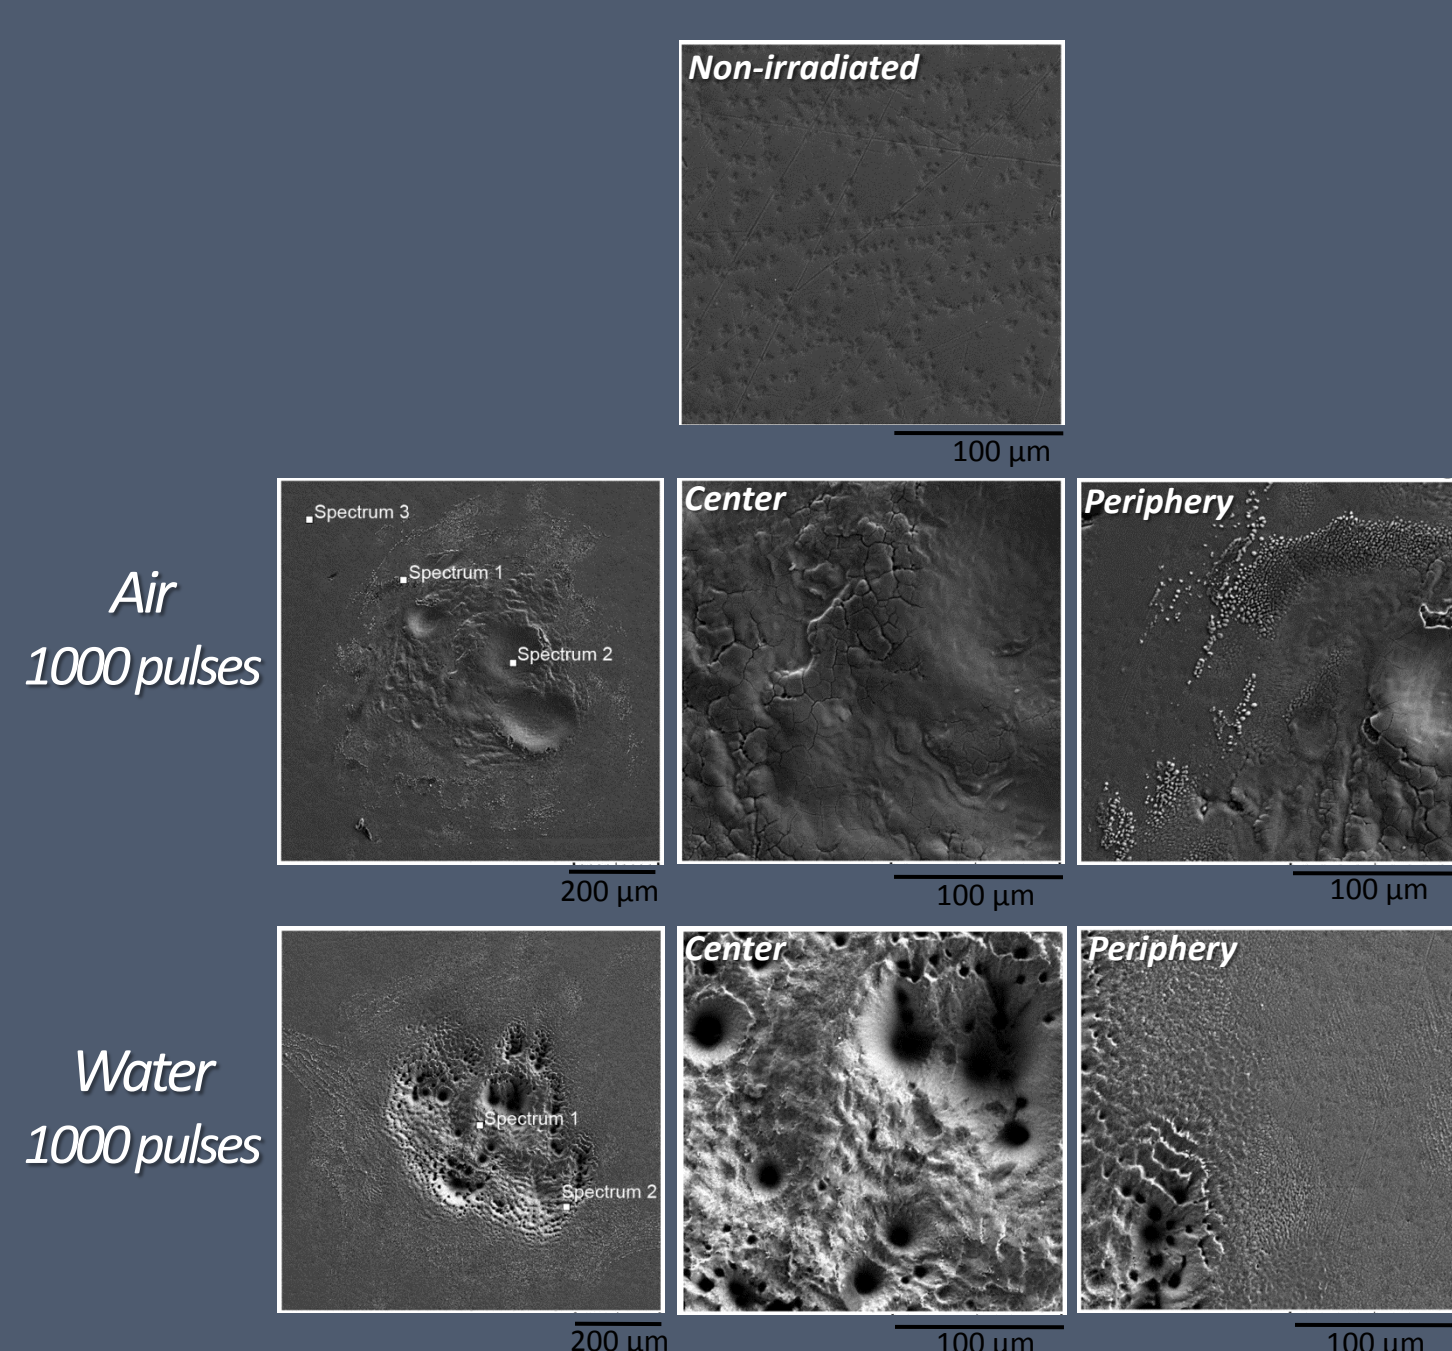 Non-irradiated
100 µm
Air
1000 pulses
Spectrum 3
Spectrum 1
Spectrum 2
200 µm
Center
100 µm
Periphery
100 µm
Water
1000 pulses
Spectrum 1
Spectrum 2
200 µm
Center
100 µm
Periphery
100 µm